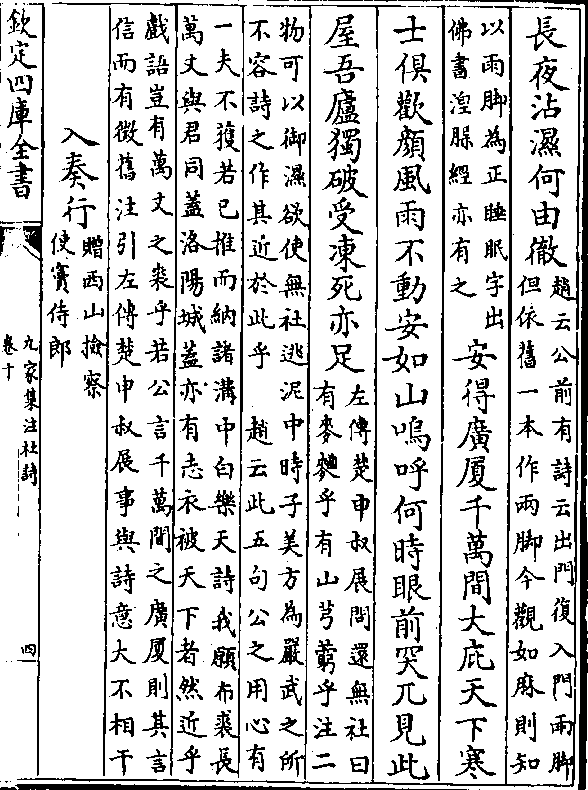 長夜沾濕何由徹
趙云公前有詩云出門復入門雨脚
但依舊一本作兩脚今觀如麻則知
以雨脚為正睡眠字出
佛書湼脲經亦有之
安得廣厦千萬間大庇天下寒
士俱歡顔風雨不動安如山嗚呼何時眼前突兀見此
屋吾廬獨破受凍死亦足
左傳楚申叔展問還無社曰
有麥麴乎有山芎藭乎注二
物可以御濕欲使無社逃泥中時子美方為嚴武之所
不容詩之作其近於此乎 趙云此五句公之用心有
一夫不獲若已推而納諸溝中白樂天詩我願布裘長
萬丈與君同蓋洛陽城蓋亦有志衣被天下者然近乎
戲語豈有萬丈之裘乎若公言千萬間之廣厦則其言
信而有徴舊注引左傳楚申叔展事與詩意大不相干
入奏行
贈西山檢察
使竇侍郎
欽定四庫全書
九家集注杜詩
卷十
四